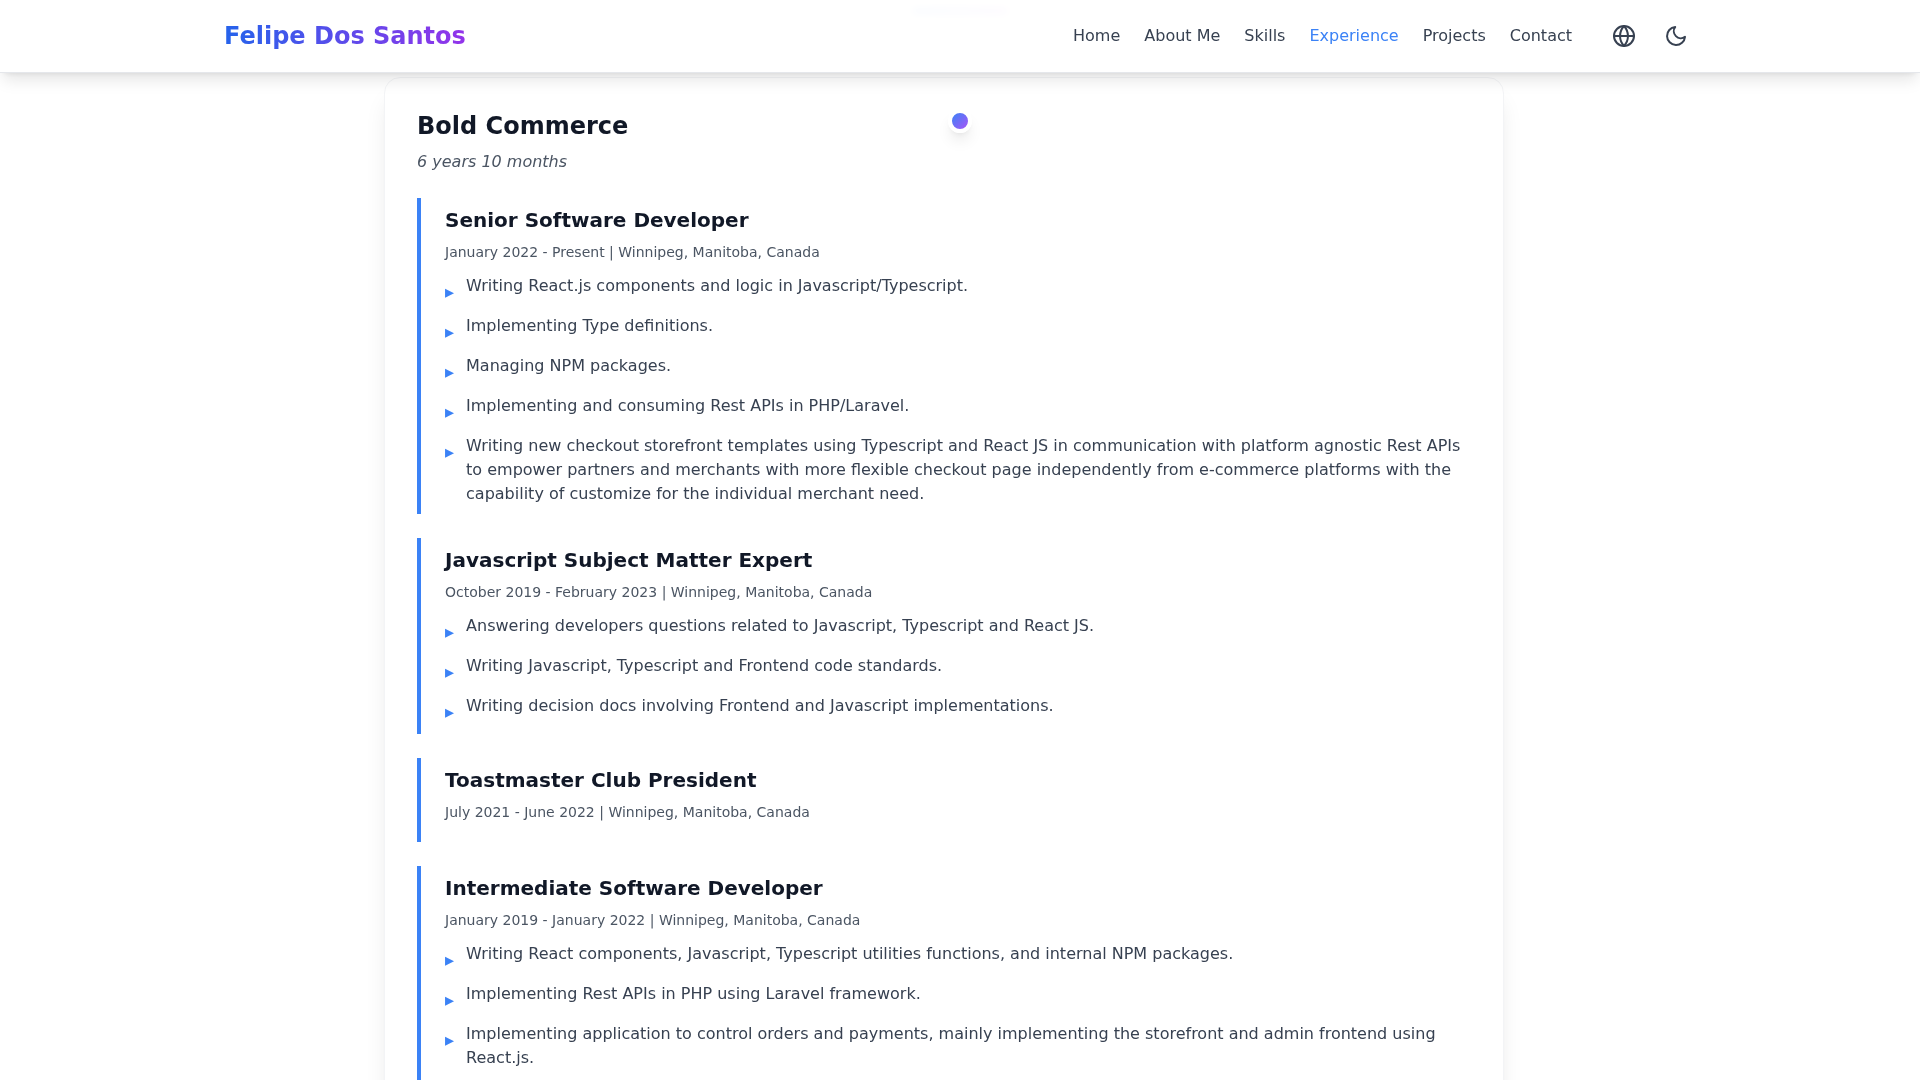 Felipe Dos Santos
Home About Me Skills Experience Projects Contact
Bold Commerce
6 years 10 months
Senior Software Developer
January 2022 - Present | Winnipeg, Manitoba, Canada
▸ Writing React.js components and logic in Javascript/Typescript.
▸ Implementing Type definitions.
▸ Managing NPM packages.
▸ Implementing and consuming Rest APIs in PHP/Laravel.
▸ Writing new checkout storefront templates using Typescript and React JS in communication with platform agnostic Rest APIs
to empower partners and merchants with more flexible checkout page independently from e-commerce platforms with the
capability of customize for the individual merchant need.
Javascript Subject Matter Expert
October 2019 - February 2023 | Winnipeg, Manitoba, Canada
▸ Answering developers questions related to Javascript, Typescript and React JS.
▸ Writing Javascript, Typescript and Frontend code standards.
▸ Writing decision docs involving Frontend and Javascript implementations.
Toastmaster Club President
July 2021 - June 2022 | Winnipeg, Manitoba, Canada
Intermediate Software Developer
January 2019 - January 2022 | Winnipeg, Manitoba, Canada
▸ Writing React components, Javascript, Typescript utilities functions, and internal NPM packages.
▸ Implementing Rest APIs in PHP using Laravel framework.
▸ Implementing application to control orders and payments, mainly implementing the storefront and admin frontend using
React.js.